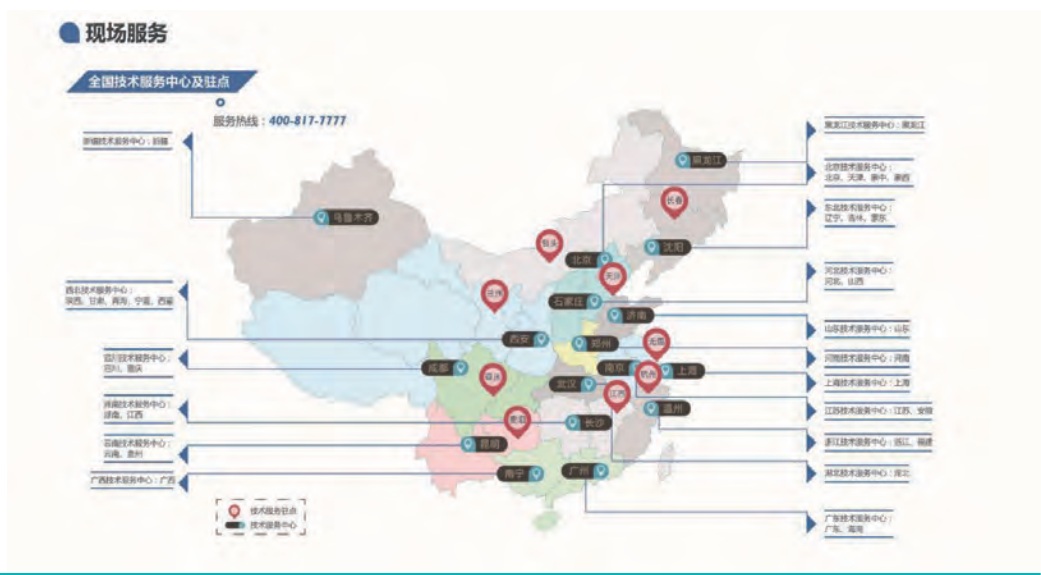 现场服务
全国技术服务中心及驻点
服务热线：400-817-7777
新疆技术服务中心：新疆
西北技术服务中心：
陕西、甘肃、青海、宁夏、西藏
四川技术服务中心：
四川、重庆
湖南技术服务中心：
湖南、江西
云南技术服务中心：
云南、贵州
广西技术服务中心：广西
黑龙江技术服务中心：黑龙江
北京技术服务中心：
北京、天津、蒙中、蒙西
东北技术服务中心：
辽宁、吉林、蒙东
河北技术服务中心：
河北、山西
山东技术服务中心：山东
河南技术服务中心：河南
上海技术服务中心：上海
江苏技术服务中心：江苏、安徽
浙江技术服务中心：浙江、福建
湖北技术服务中心：湖北
广东技术服务中心：
广东、海南
黑龙江
长春
乌鲁木齐
沈阳
包头
北京
天津
兰州
石家庄
济南
西安
郑州
无锡
成都
南京
杭州
上海
重庆
武汉
江西
温州
贵阳
长沙
昆明
南宁
广州
技术服务驻点
技术服务中心